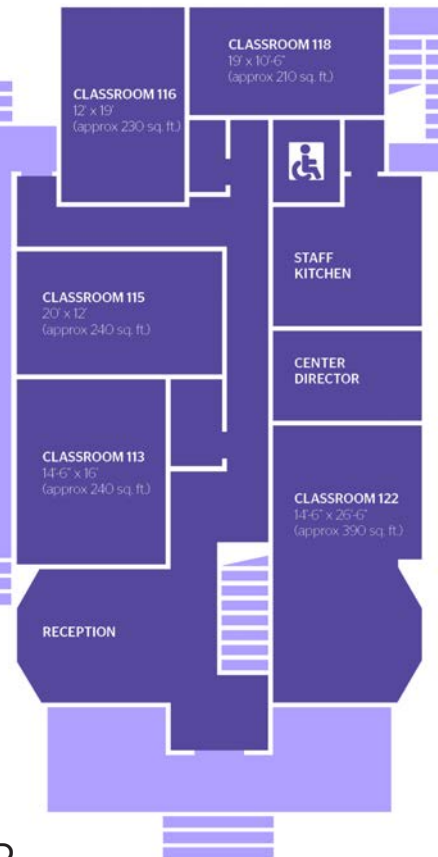 CLASSROOM 118
19' x 10'-6"
(approx 210 sq. ft.)
CLASSROOM 116
12' x 19'
(approx 230 sq. ft.)
STAFF
KITCHEN
CLASSROOM 115
20' x 12'
(approx 240 sq. ft.)
CENTER
DIRECTOR
CLASSROOM 113
14'-6" x 16'
(approx 240 sq. ft.)
CLASSROOM 122
14'-6" x 26'-6"
(approx 390 sq. ft.)
RECEPTION